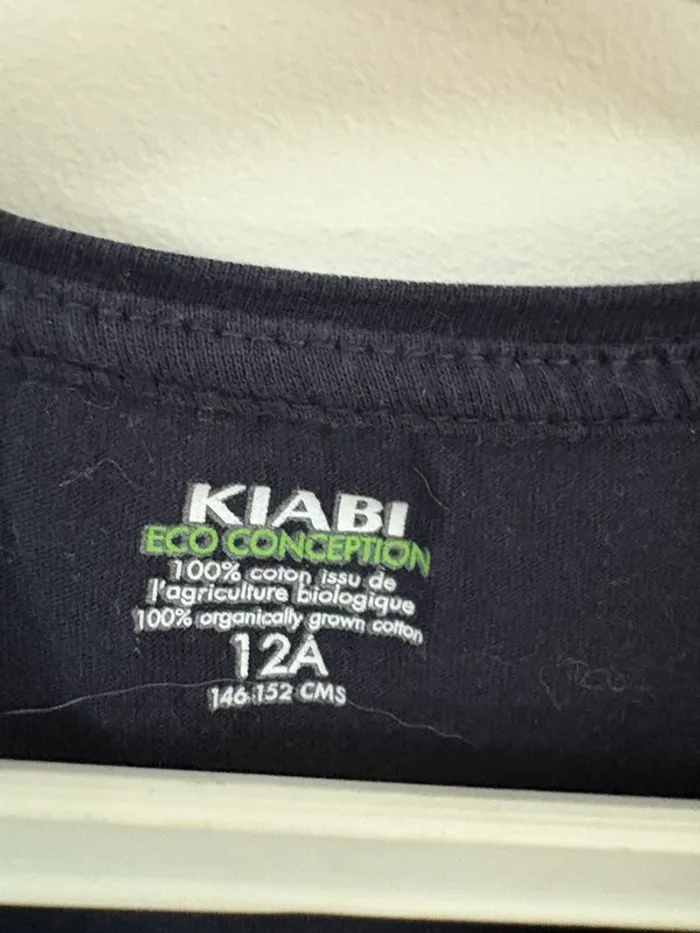 KIABI
ECO CONCEPTION
100% coton issu de
l'agriculture biologique
100% organically grown cotton
12A
146.152 CMS